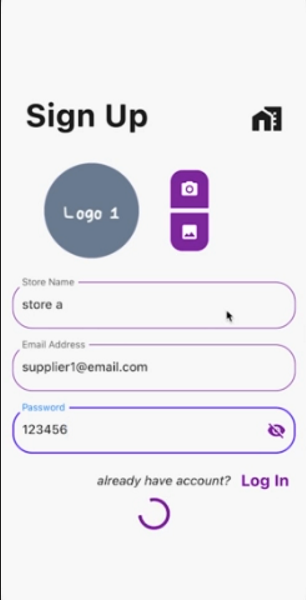 Sign Up
Logo 1
Store Name
store a
Email Address
supplier1@email.com
Password
123456
already have account? Log In